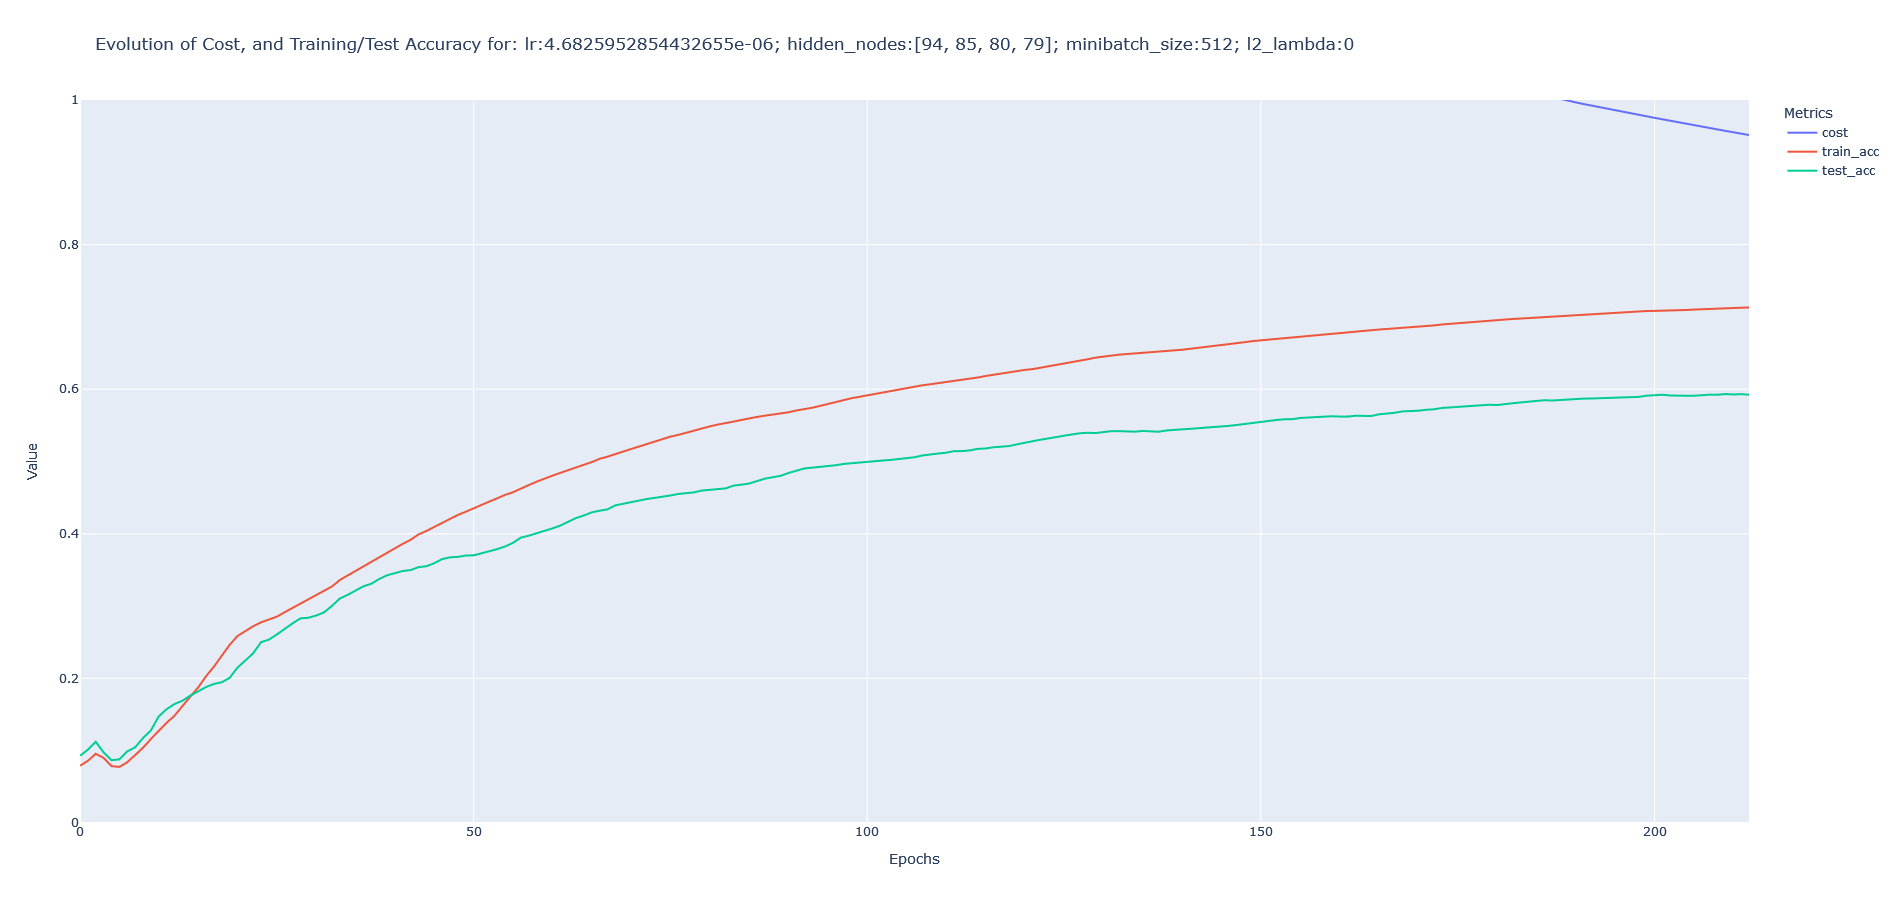 Evolution of Cost, and Training/Test Accuracy for: lr:4.6825952854432655e-06; hidden_nodes:[94, 85, 80, 79]; minibatch_size:512; l2_lambda:0
Metrics
cost
train_acc
test_acc
1
0.8
0.6
0.4
0.2
0
Value
0
50
100
150
200
Epochs